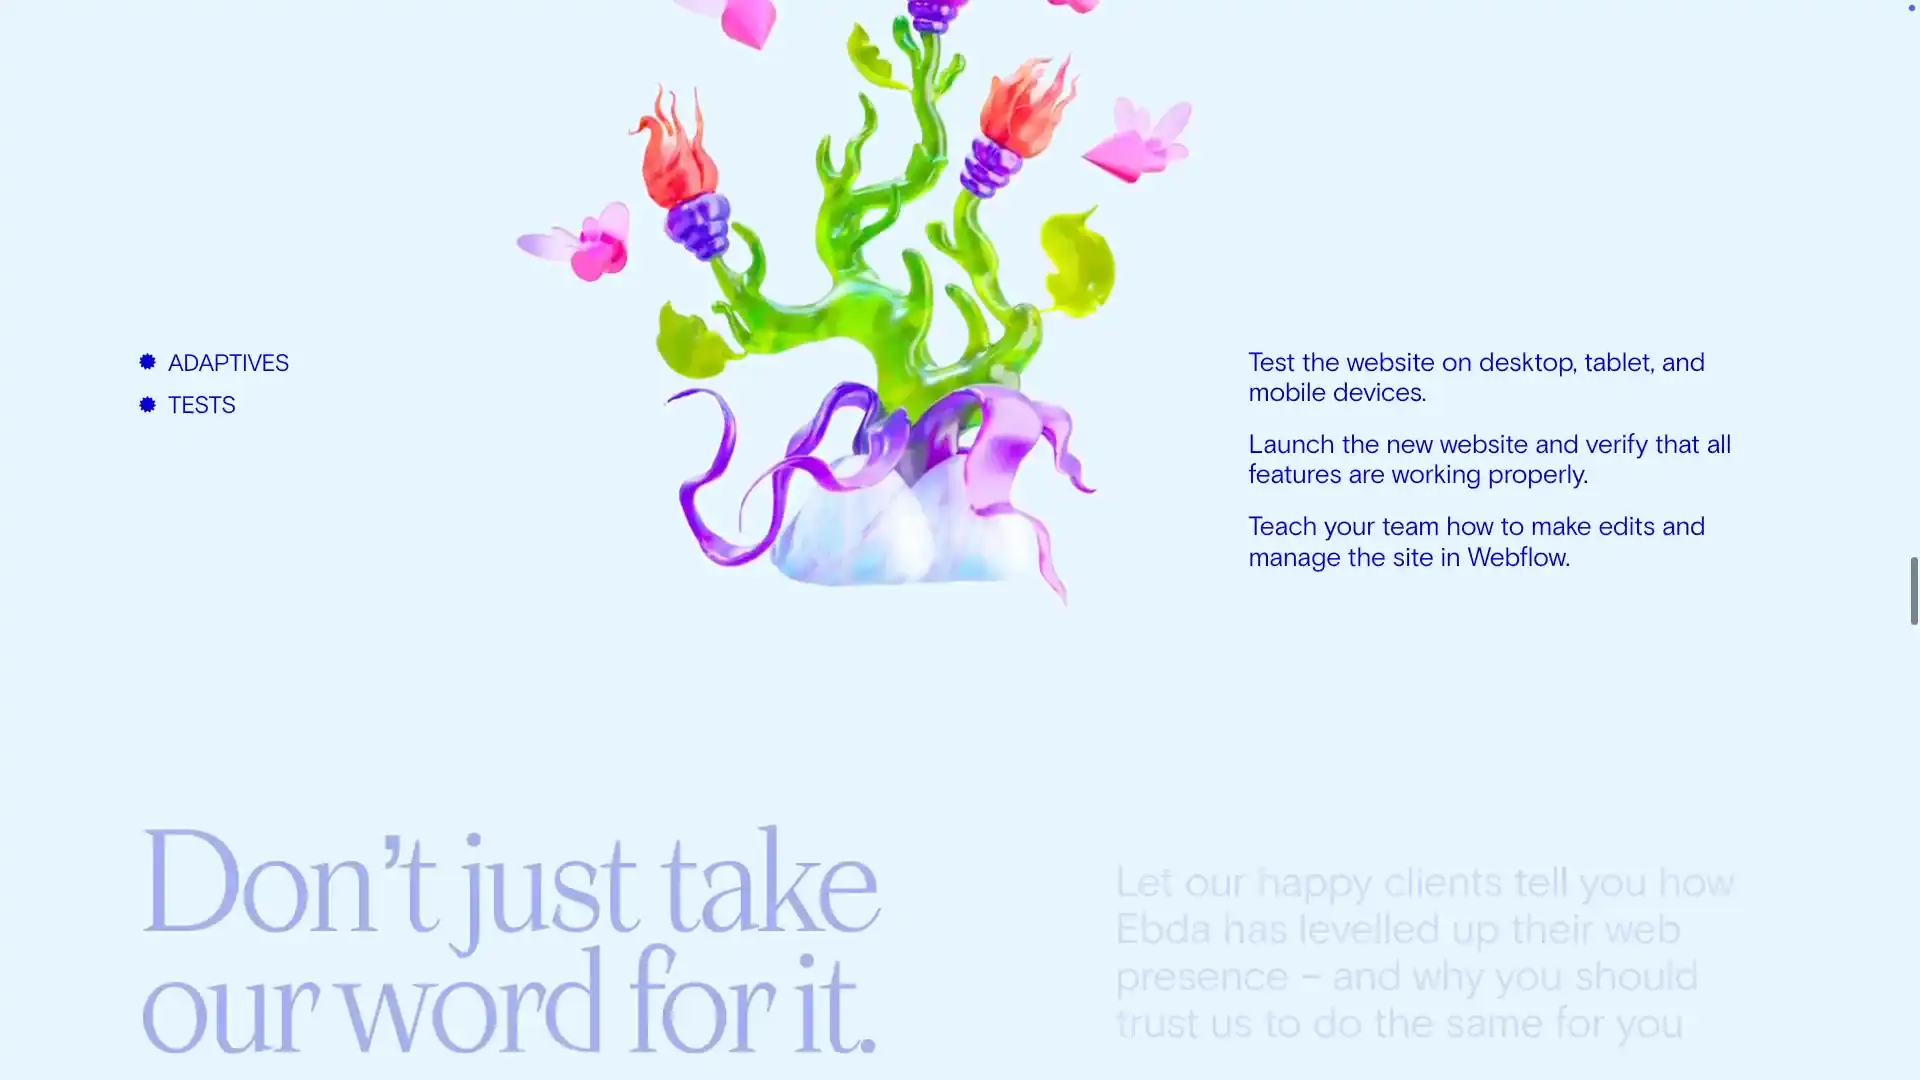 ADAPTIVES
TESTS
Test the website on desktop, tablet, and
mobile devices.
Launch the new website and verify that all
features are working properly.
Teach your team how to make edits and
manage the site in Webflow.
Don’t just take
our word for it.
Let our happy clients tell you how
Ebda has levelled up their web
presence – and why you should
trust us to do the same for you